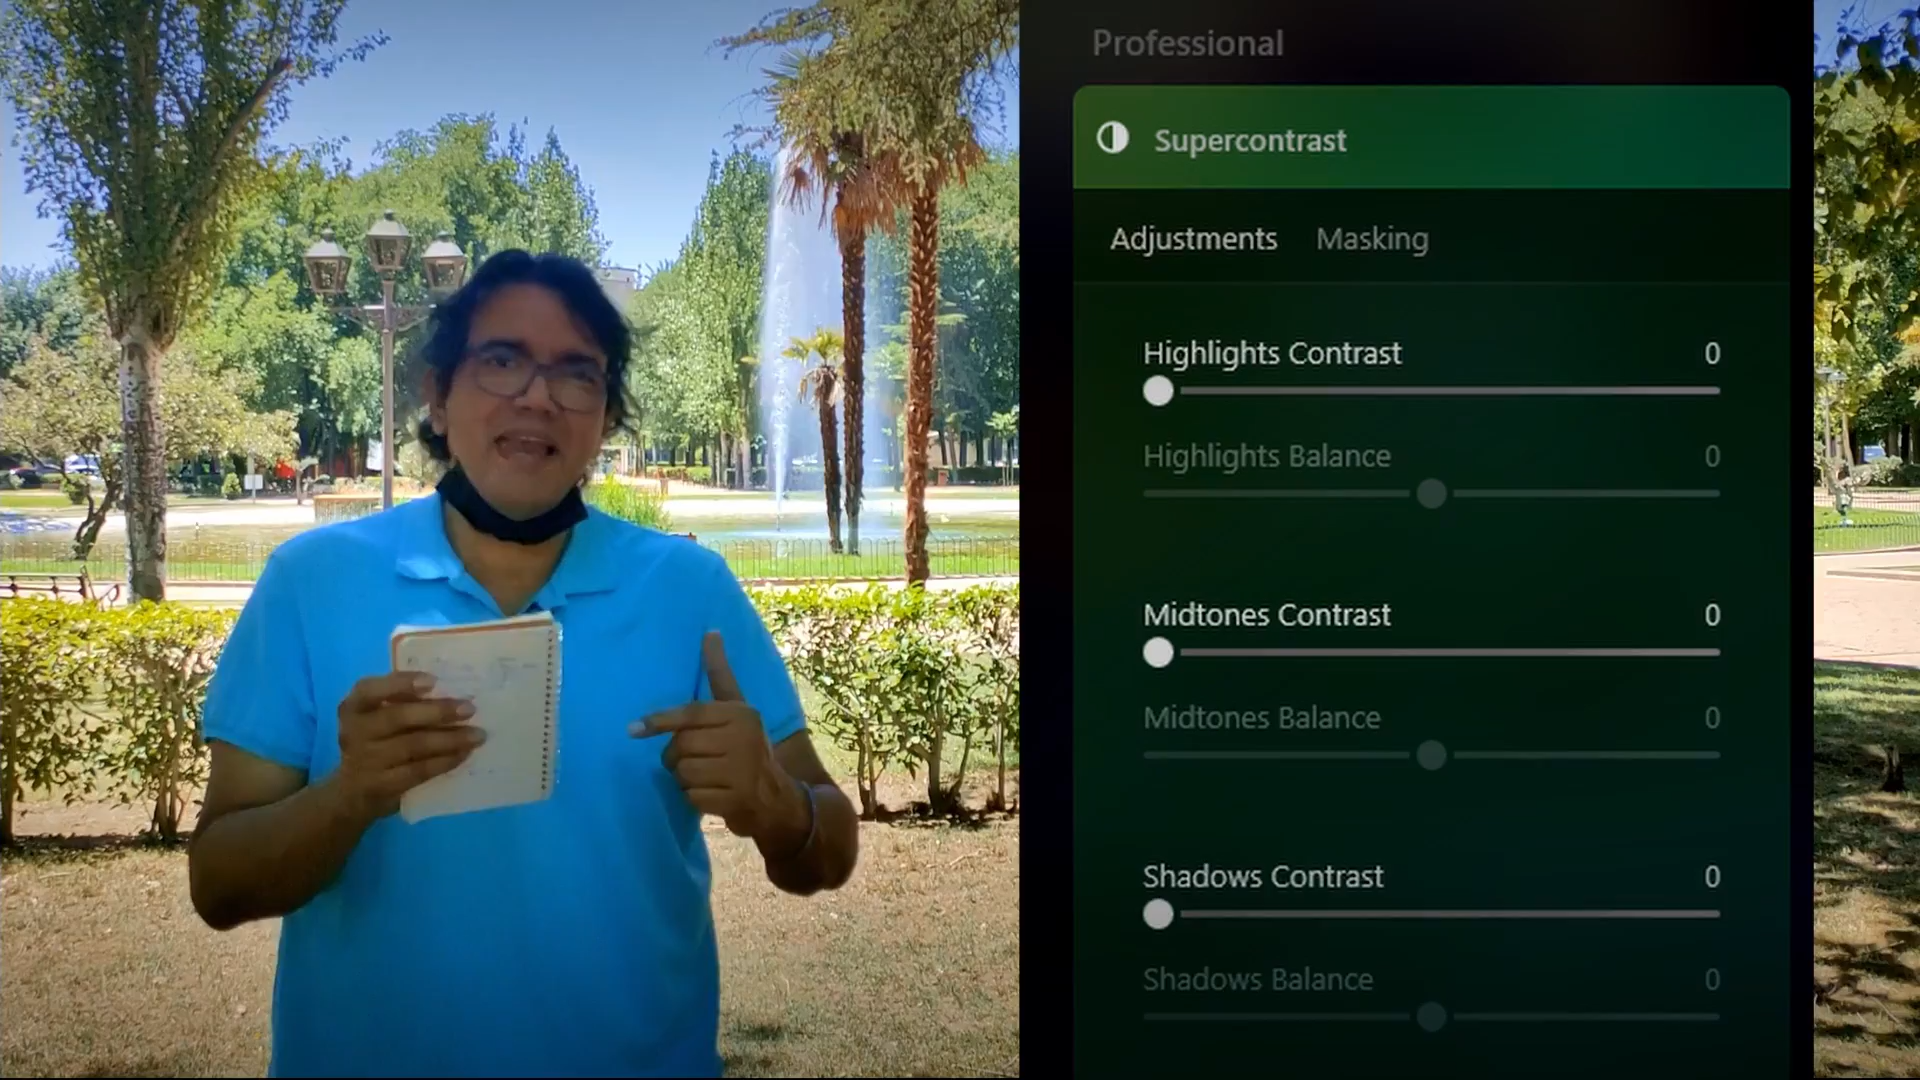 Professional
Supercontrast
Adjustments Masking
Highlights Contrast 0
Highlights Balance 0
Midtones Contrast 0
Midtones Balance 0
Shadows Contrast 0
Shadows Balance 0